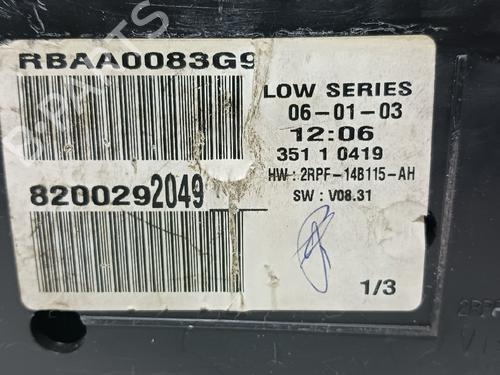 RBAA0083G9
LOW SERIES
06-01-03
12:06
351 1 0419
HW : 2RPF-14B115-AH
SW : V08.31
8200292049
1/3
B-PARTS